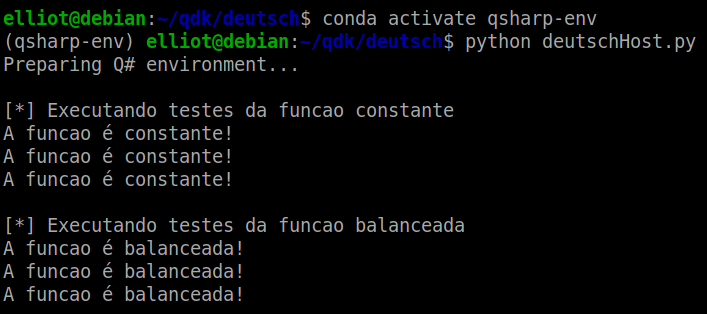 elliot@debian:~/qdk/deutsch$ conda activate qsharp-env
(qsharp-env) elliot@debian:~/qdk/deutsch$ python deutschHost.py
Preparing Q# environment...
[*] Executando testes da funcao constante
A funcao é constante!
A funcao é constante!
A funcao é constante!
[*] Executando testes da funcao balanceada
A funcao é balanceada!
A funcao é balanceada!
A funcao é balanceada!